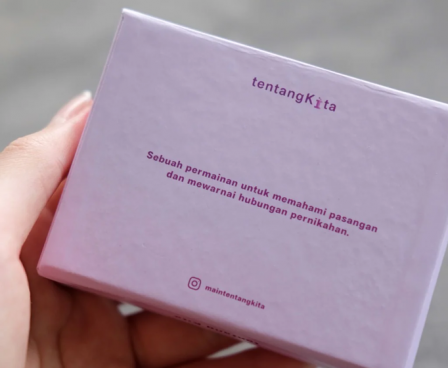 tentangKita
Sebuah permainan untuk memahami pasangan
dan mewarnai hubungan pernikahan.
maintentangkita